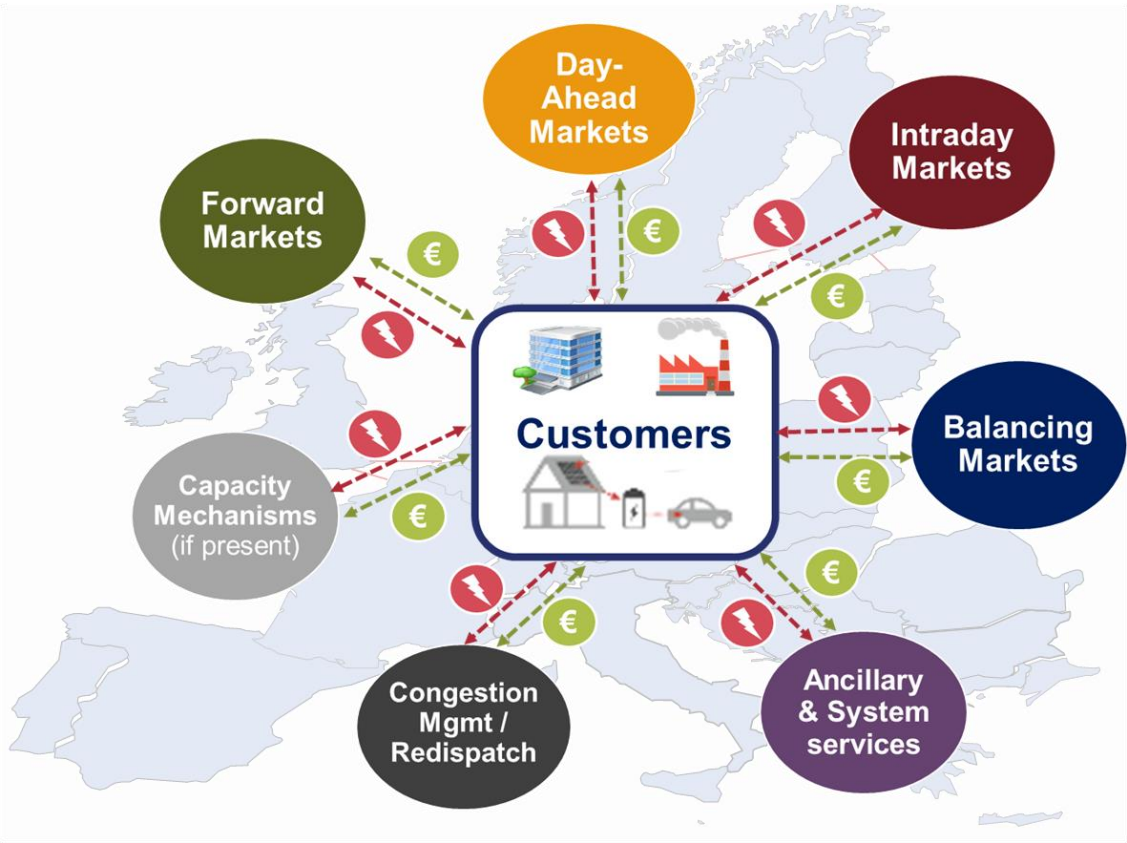 Day-
Ahead
Markets
Intraday
Markets
Forward
Markets
€
€
€
Customers
Balancing
Markets
€
Capacity
Mechanisms
(if present)
€
€
€
Congestion
Mgmt /
Redispatch
Ancillary
& System
services